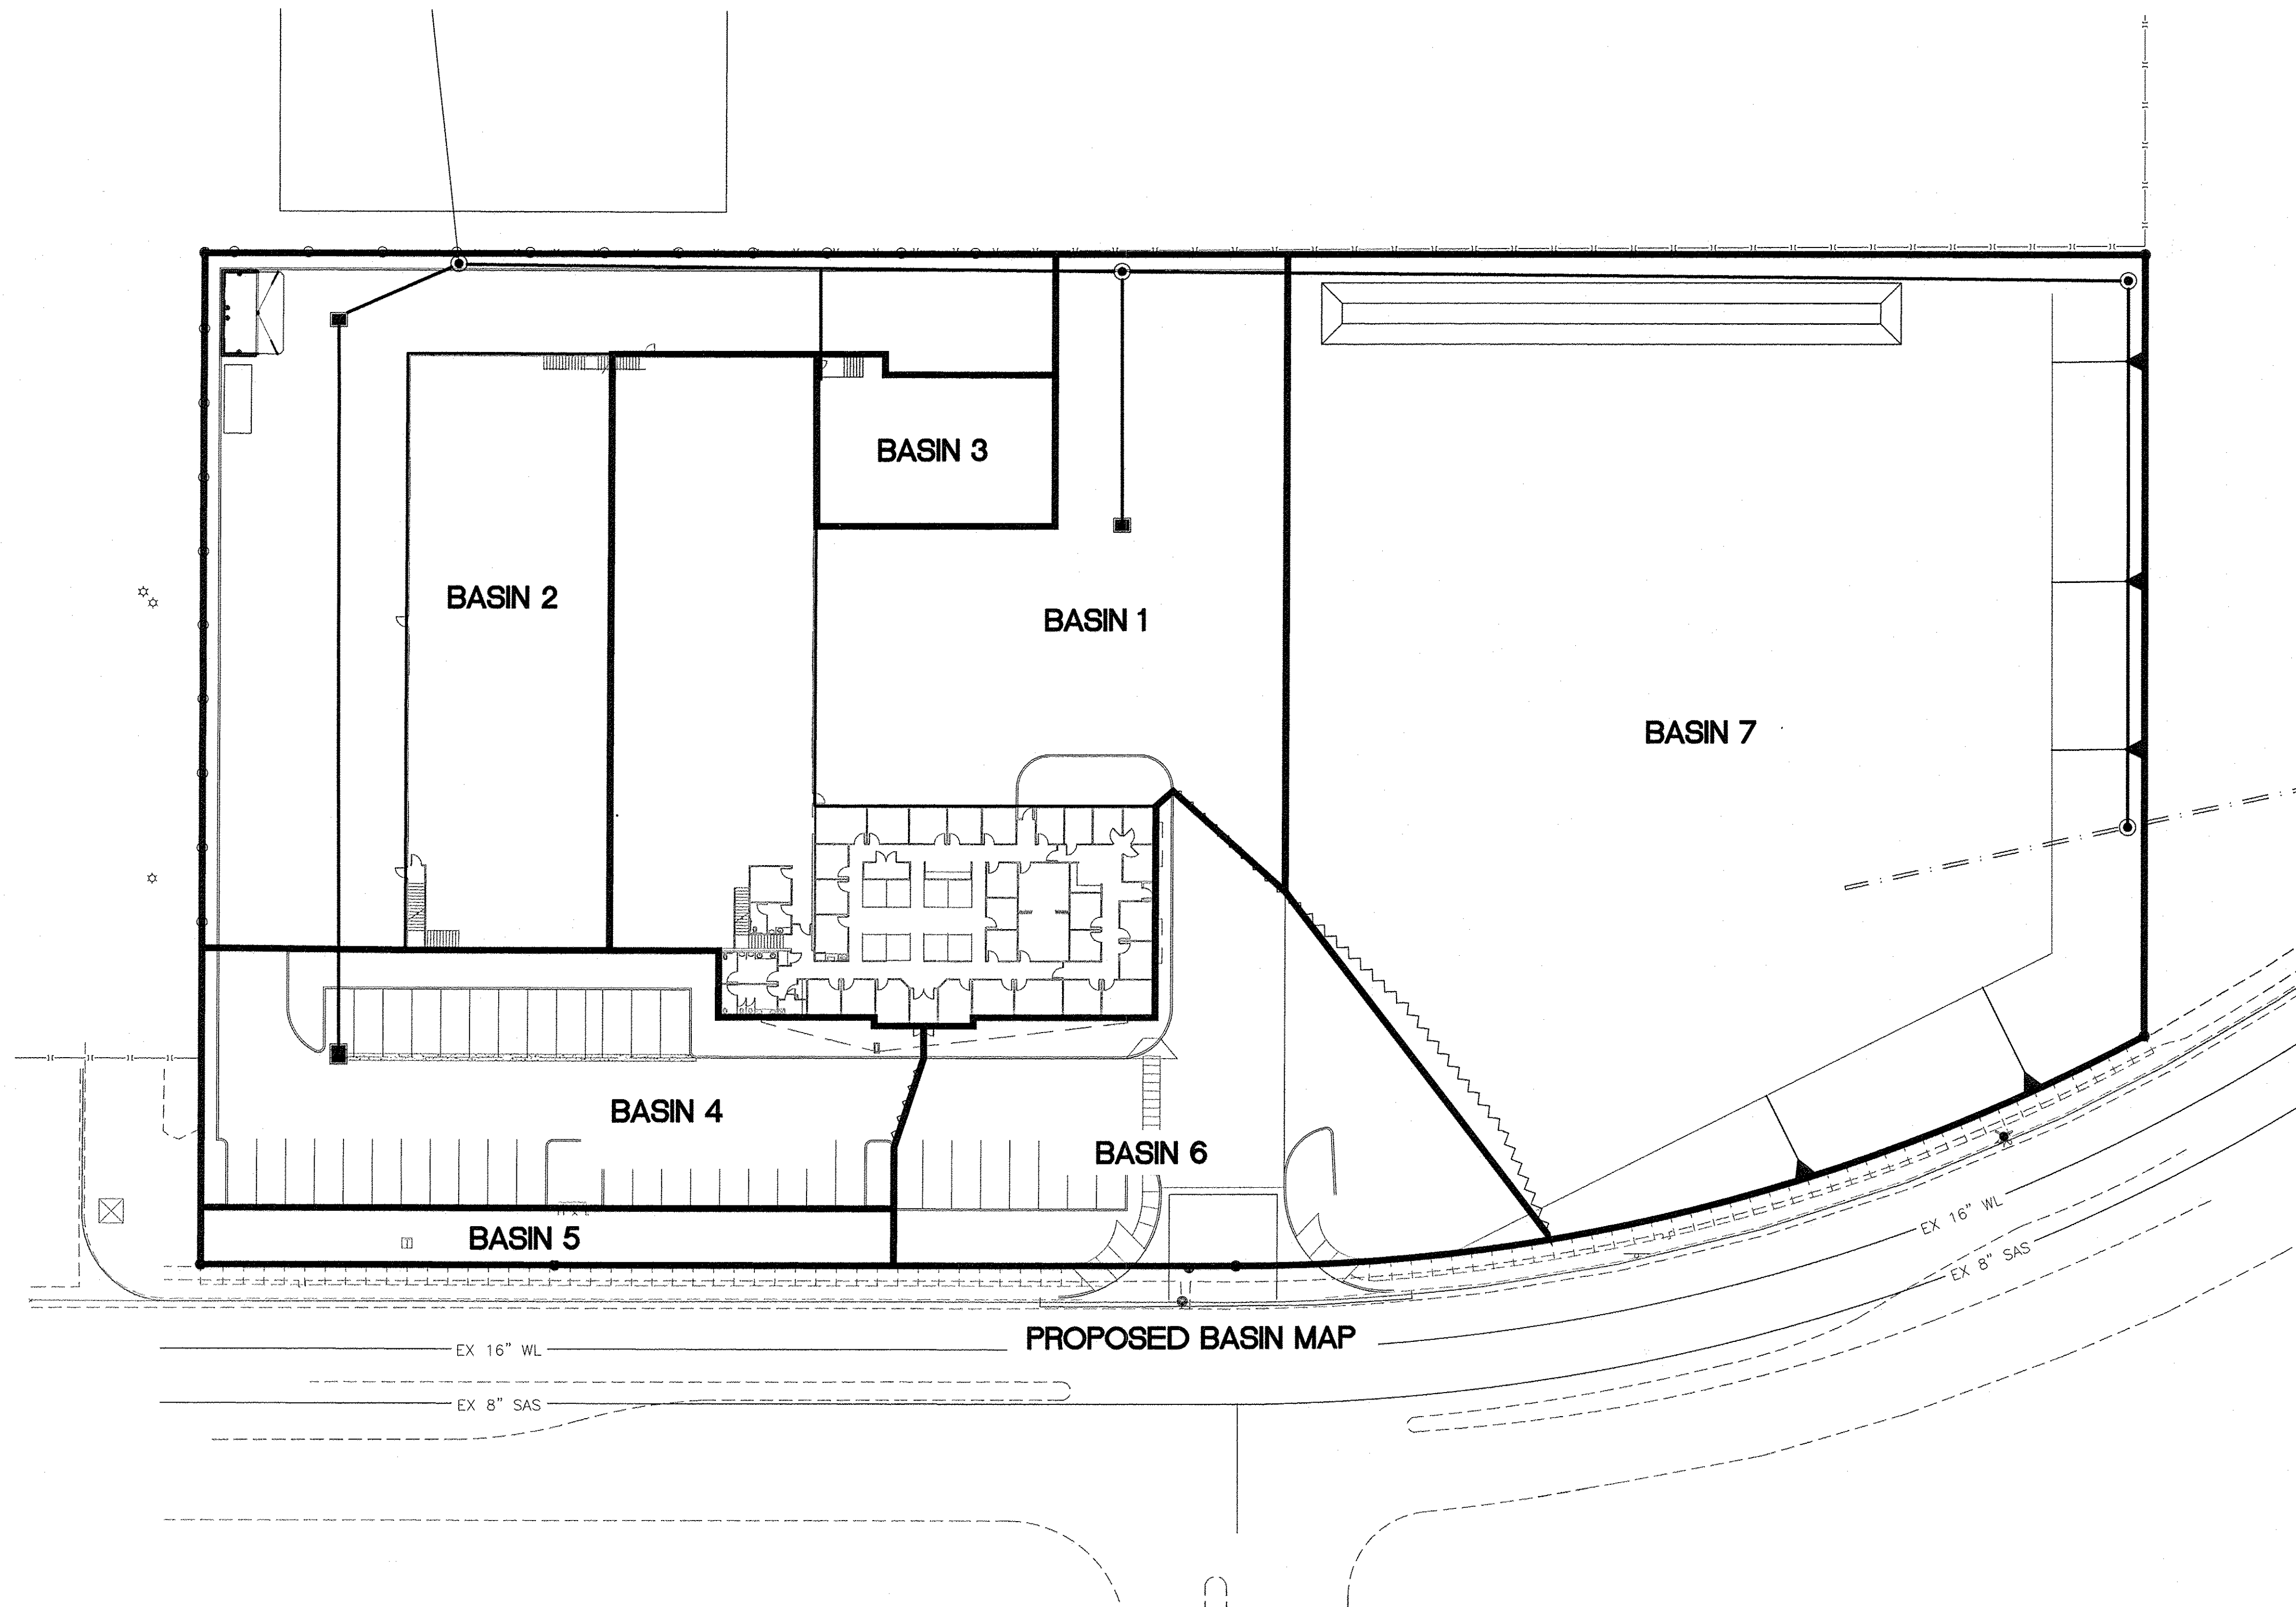 BASIN 3
BASIN 2
BASIN 1
BASIN 7
BASIN 4
BASIN 6
BASIN 5
EX 16" WL
EX 8" SAS
PROPOSED BASIN MAP
EX 16" WL
EX 8" SAS